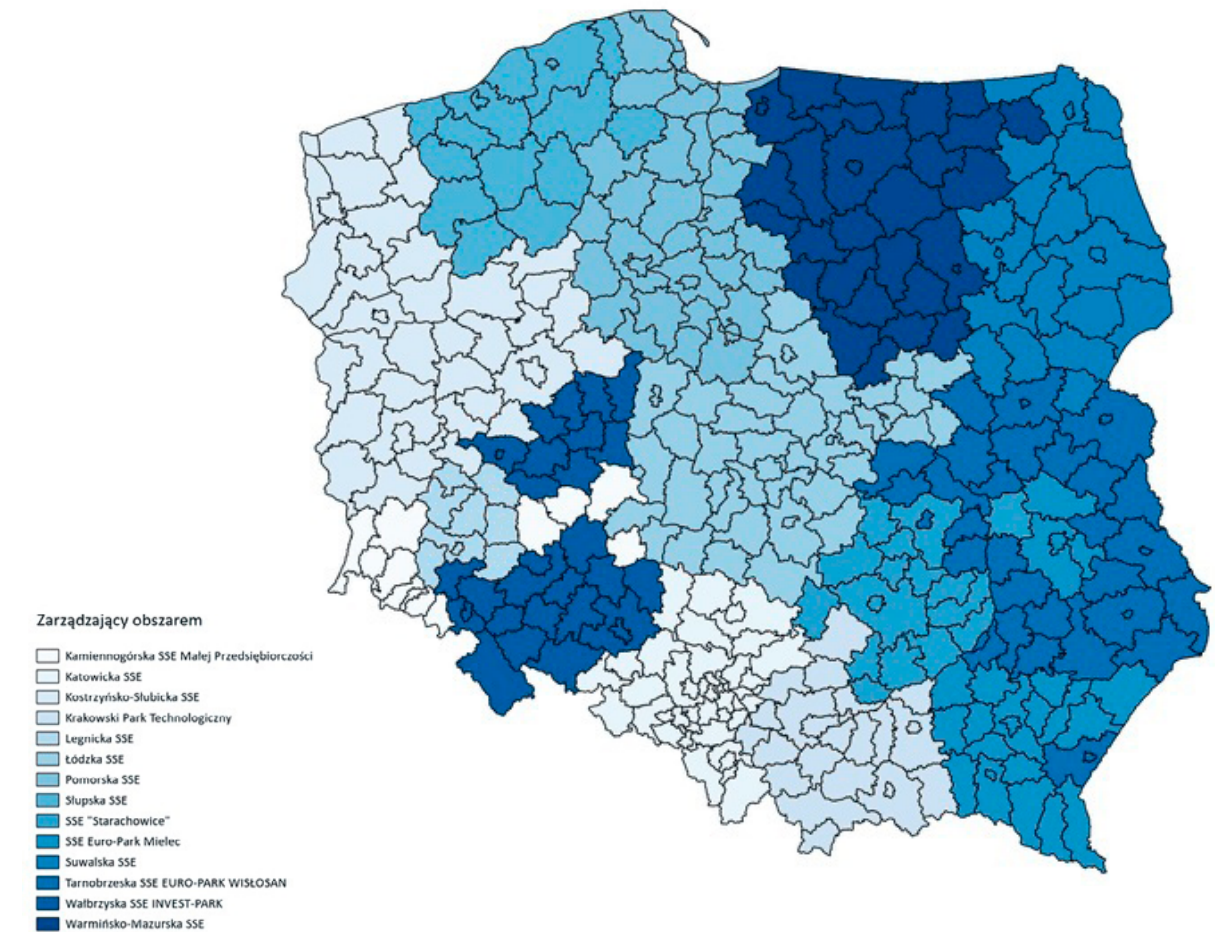 Zarządzający obszarem
Kamiennogórska SSE Małej Przedsiębiorczości
Katowicka SSE
Kostrzyńsko-Słubicka SSE
Krakowski Park Technologiczny
Legnicka SSE
Łódzka SSE
Pomorska SSE
Słupska SSE
SSE "Starachowice"
SSE Euro-Park Mielec
Suwalska SSE
Tarnobrzeska SSE EURO-PARK WISŁOSAN
Wałbrzyska SSE INVEST-PARK
Warmińsko-Mazurska SSE